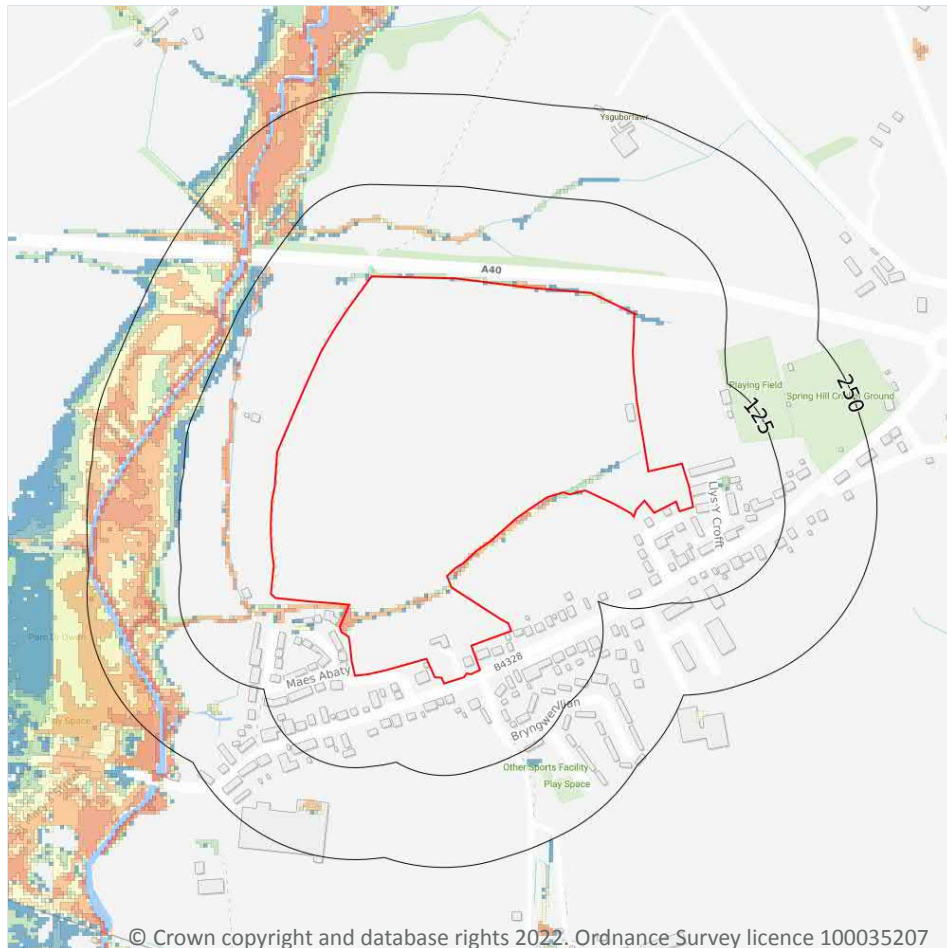 Ysguborfawr
A40
Playing Field
Spring Hill Cricket Ground
250
125
Llys-Y Crofft
Maes Abaty
B4328
Bryngwenllian
Other Sports Facility
Play Space
Play Space
© Crown copyright and database rights 2022. Ordnance Survey licence 100035207